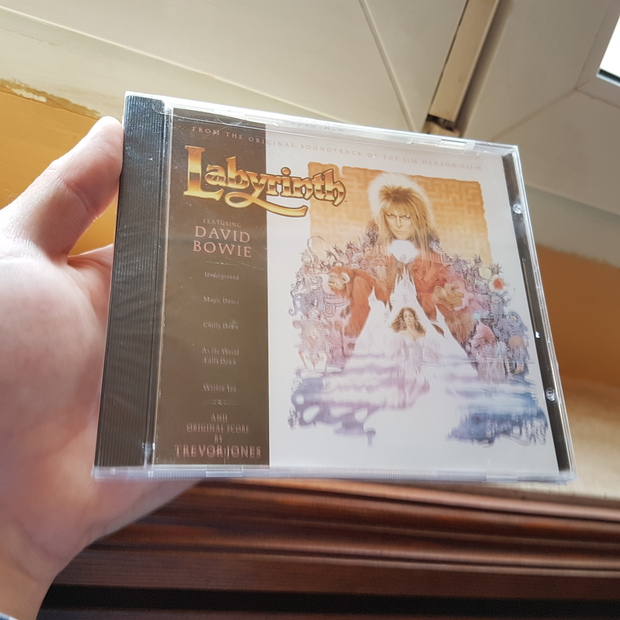 FROM THE ORIGINAL SOUNDTRACK OF THE JIM HENSON FILM
Labyrinth
FEATURING
DAVID
BOWIE
Underground
Magic Dance
Chilly Down
As the World
Falls Down
Within You
AND
ORIGINAL SCORE
BY
TREVOR JONES